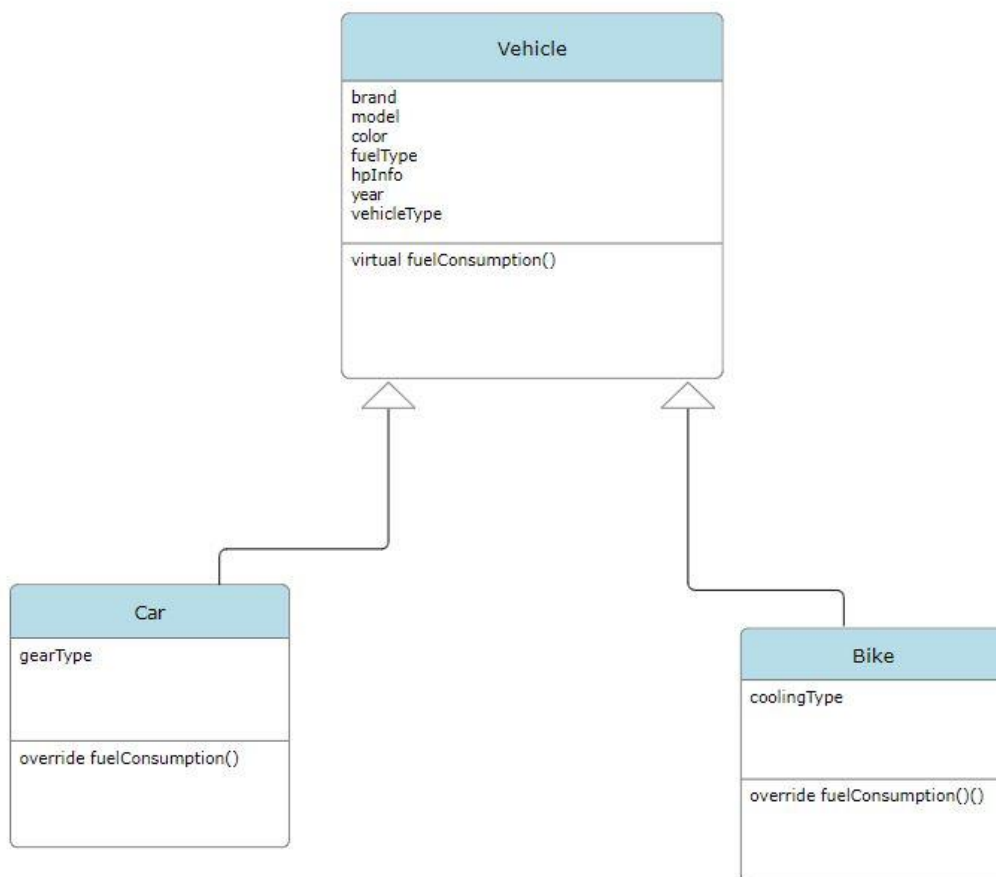 Vehicle
brand
model
color
fuelType
hpInfo
year
vehicleType
virtual fuelConsumption()
Car
gearType
override fuelConsumption()
Bike
coolingType
override fuelConsumption()()